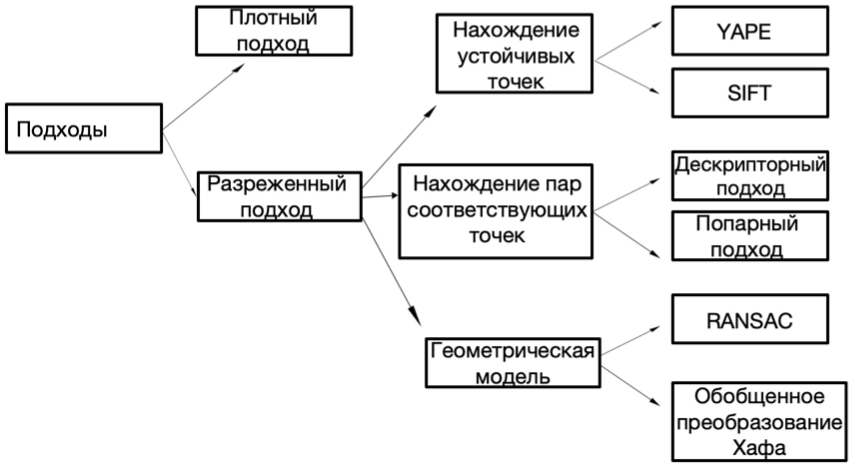 Подходы
Плотный
подход
Разреженный
подход
Нахождение
устойчивых
точек
YAPE
SIFT
Нахождение пар
соответствующих
точек
Дескрипторный
подход
Попарный
подход
Геометрическая
модель
RANSAC
Обобщенное
преобразование
Хафа